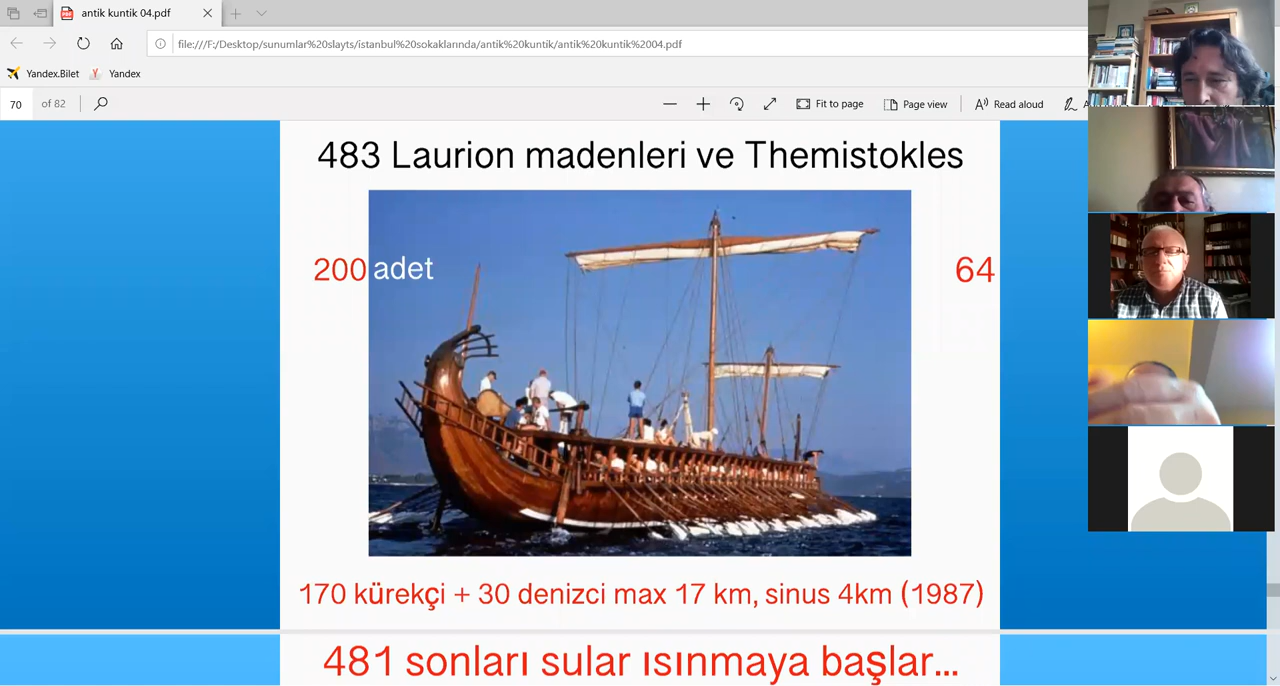 antik kuntik 04.pdf
file:///F:/Desktop/sunumlar%20slayts/istanbul%20sokaklarında/antik%20kuntik/antik%20kuntik%2004.pdf
Yandex.Bilet Yandex
70 of 82 Fit to page Page view Read aloud
483 Laurion madenleri ve Themistokles
200 adet 64
170 kürekçi + 30 denizci max 17 km, sinus 4km (1987)
481 sonları sular ısınmaya başlar...